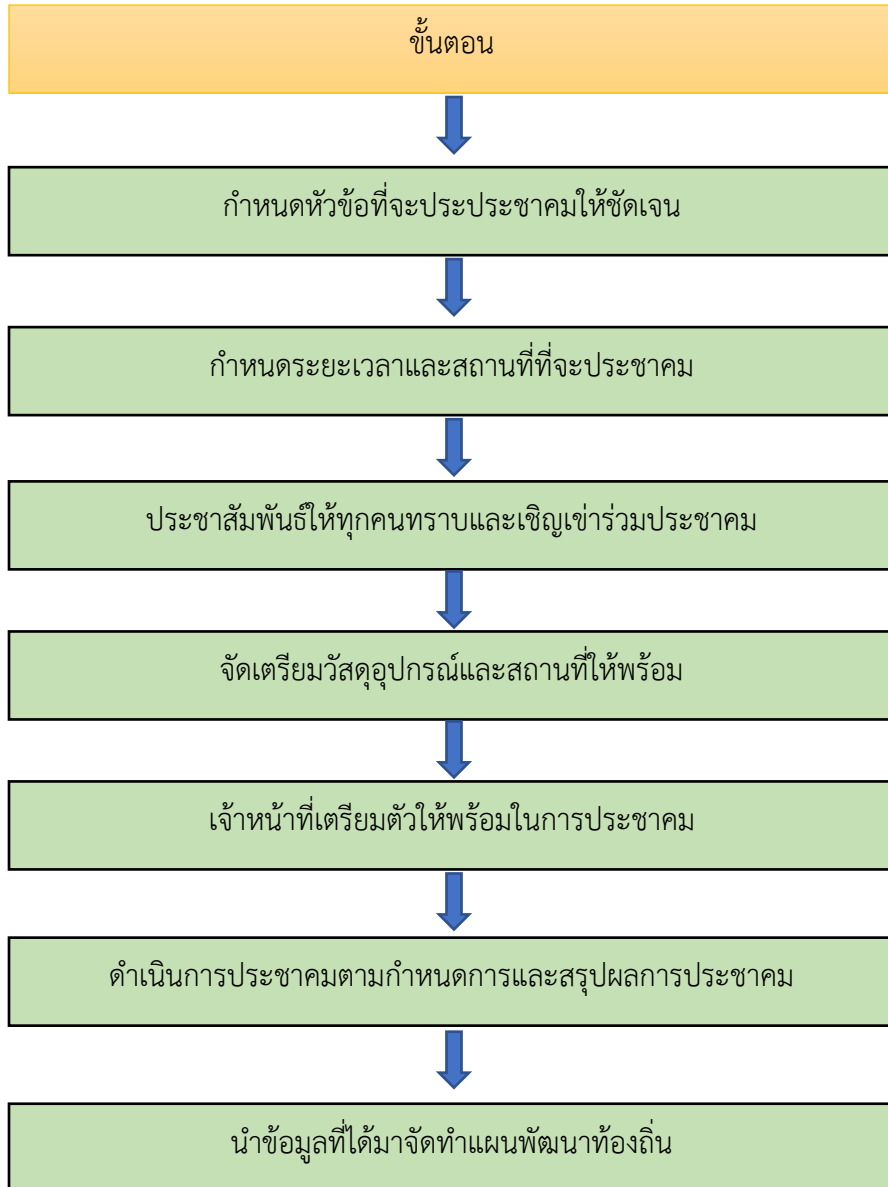 ขั้นตอน
กำหนดหัวข้อที่จะประประชาคมให้ชัดเจน
กำหนดระยะเวลาและสถานที่ที่จะประชาคม
ประชาสัมพันธ์ให้ทุกคนทราบและเชิญเข่าร่วมประชาคม
จัดเตรียมวัสดุอุปกรณ์และสถานที่ให้พร้อม
เจ้าหน้าที่เตรียมตัวให้พร้อมในการประชาคม
ดำเนินการประชาคมตามกำหนดการและสรุปผลการประชาคม
นำข้อมูลที่ได้มาจัดทำแผนพัฒนาท้องถิ่น